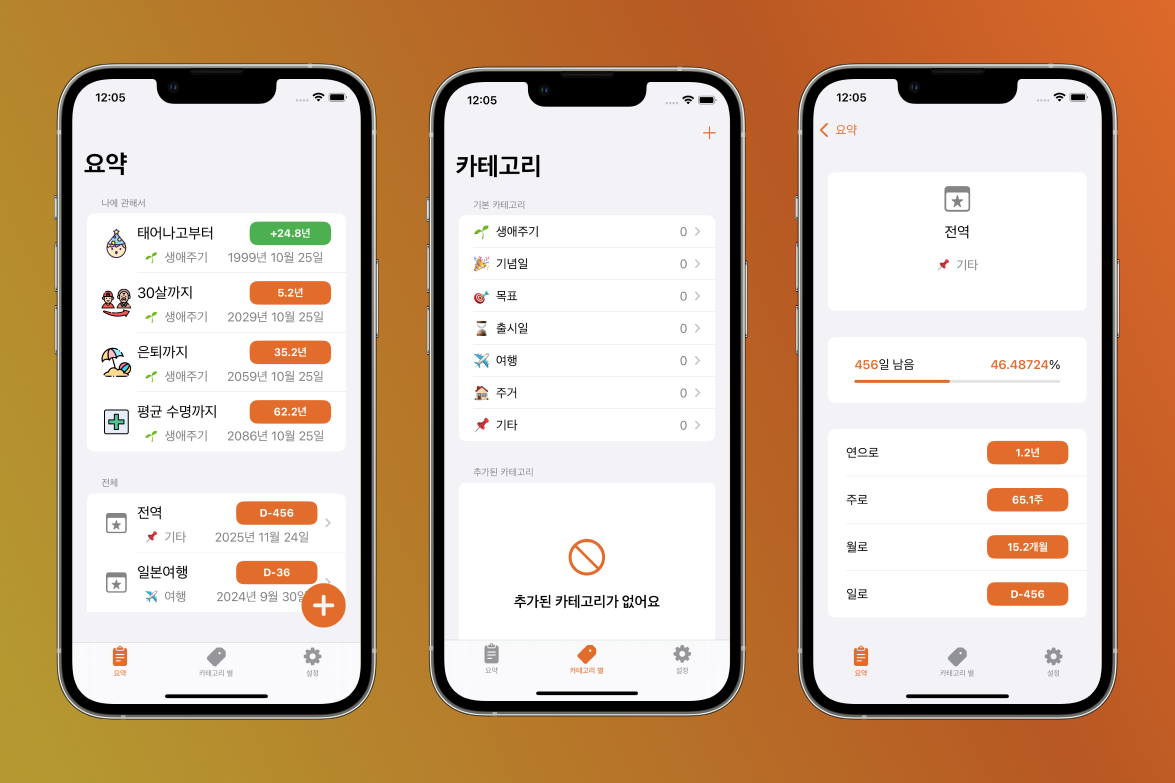 12:05
요약
나에 관해서
태어나고부터 +24.8년
생애주기 1999년 10월 25일
30살까지 5.2년
생애주기 2029년 10월 25일
은퇴까지 35.2년
생애주기 2059년 10월 25일
평균 수명까지 62.2년
생애주기 2086년 10월 25일
전체
전역 D-456
기타 2025년 11월 24일
일본여행 D-36
여행 2024년 9월 30일
요약 카테고리 별 설정
12:05
카테고리
기본 카테고리
생애주기 0
기념일 0
목표 0
출시일 0
여행 0
주거 0
기타 0
추가된 카테고리
추가된 카테고리가 없어요
요약 카테고리 별 설정
12:05
요약
전역
기타
456일 남음 46.48724%
연으로 1.2년
주로 65.1주
월로 15.2개월
일로 D-456
요약 카테고리 별 설정